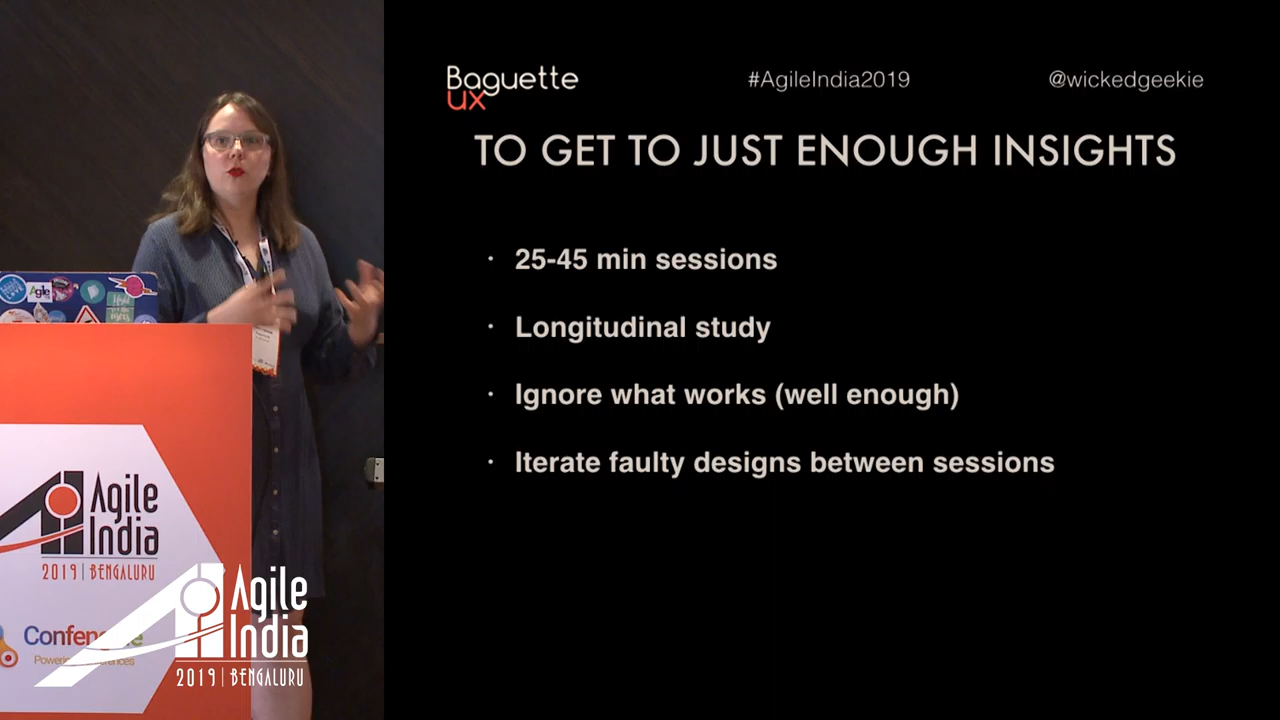 Baguette
ux
#AgileIndia2019
@wickedgeekie
TO GET TO JUST ENOUGH INSIGHTS
• 25-45 min sessions
• Longitudinal study
• Ignore what works (well enough)
• Iterate faulty designs between sessions
Agile
Agile
India
2019 | BENGALURU
Agile
India
2019 | BENGALURU